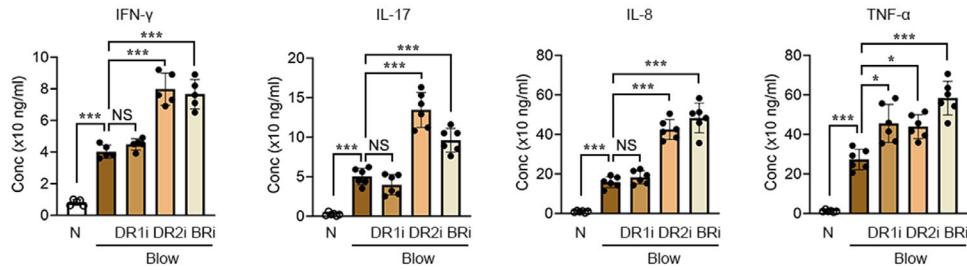 IFN-γ
Conc (x10 ng/ml)
10
8
6
4
2
0
***
***
***
NS
N
DR1i DR2i BRi
Blow
IL-17
Conc (x10 ng/ml)
20
15
10
5
0
***
***
***
NS
N
DR1i DR2i BRi
Blow
IL-8
Conc (x10 ng/ml)
80
60
40
20
0
***
***
***
NS
N
DR1i DR2i BRi
Blow
TNF-α
Conc (x10 ng/ml)
80
60
40
20
0
***
*
*
***
N
DR1i DR2i BRi
Blow